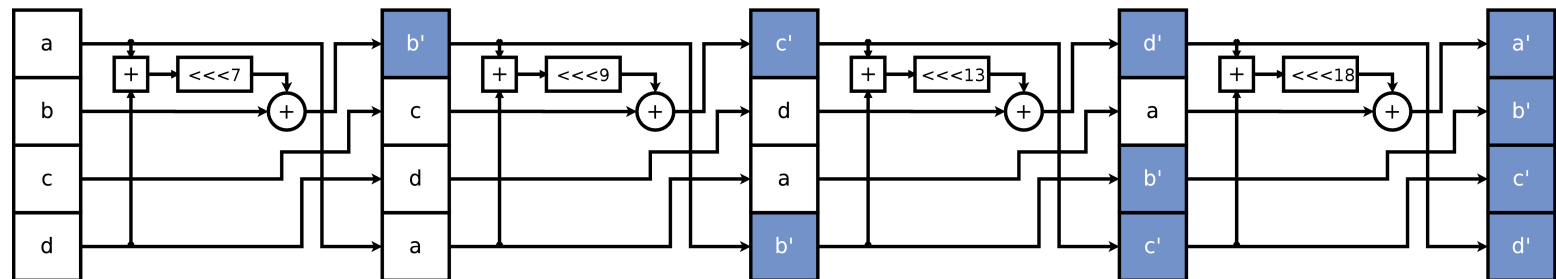 a b' c' d' a'
+ <<<7 + <<<9 + <<<13 + <<<18
b + c + d + a + b'
c d a b' c'
d a b' c' d'